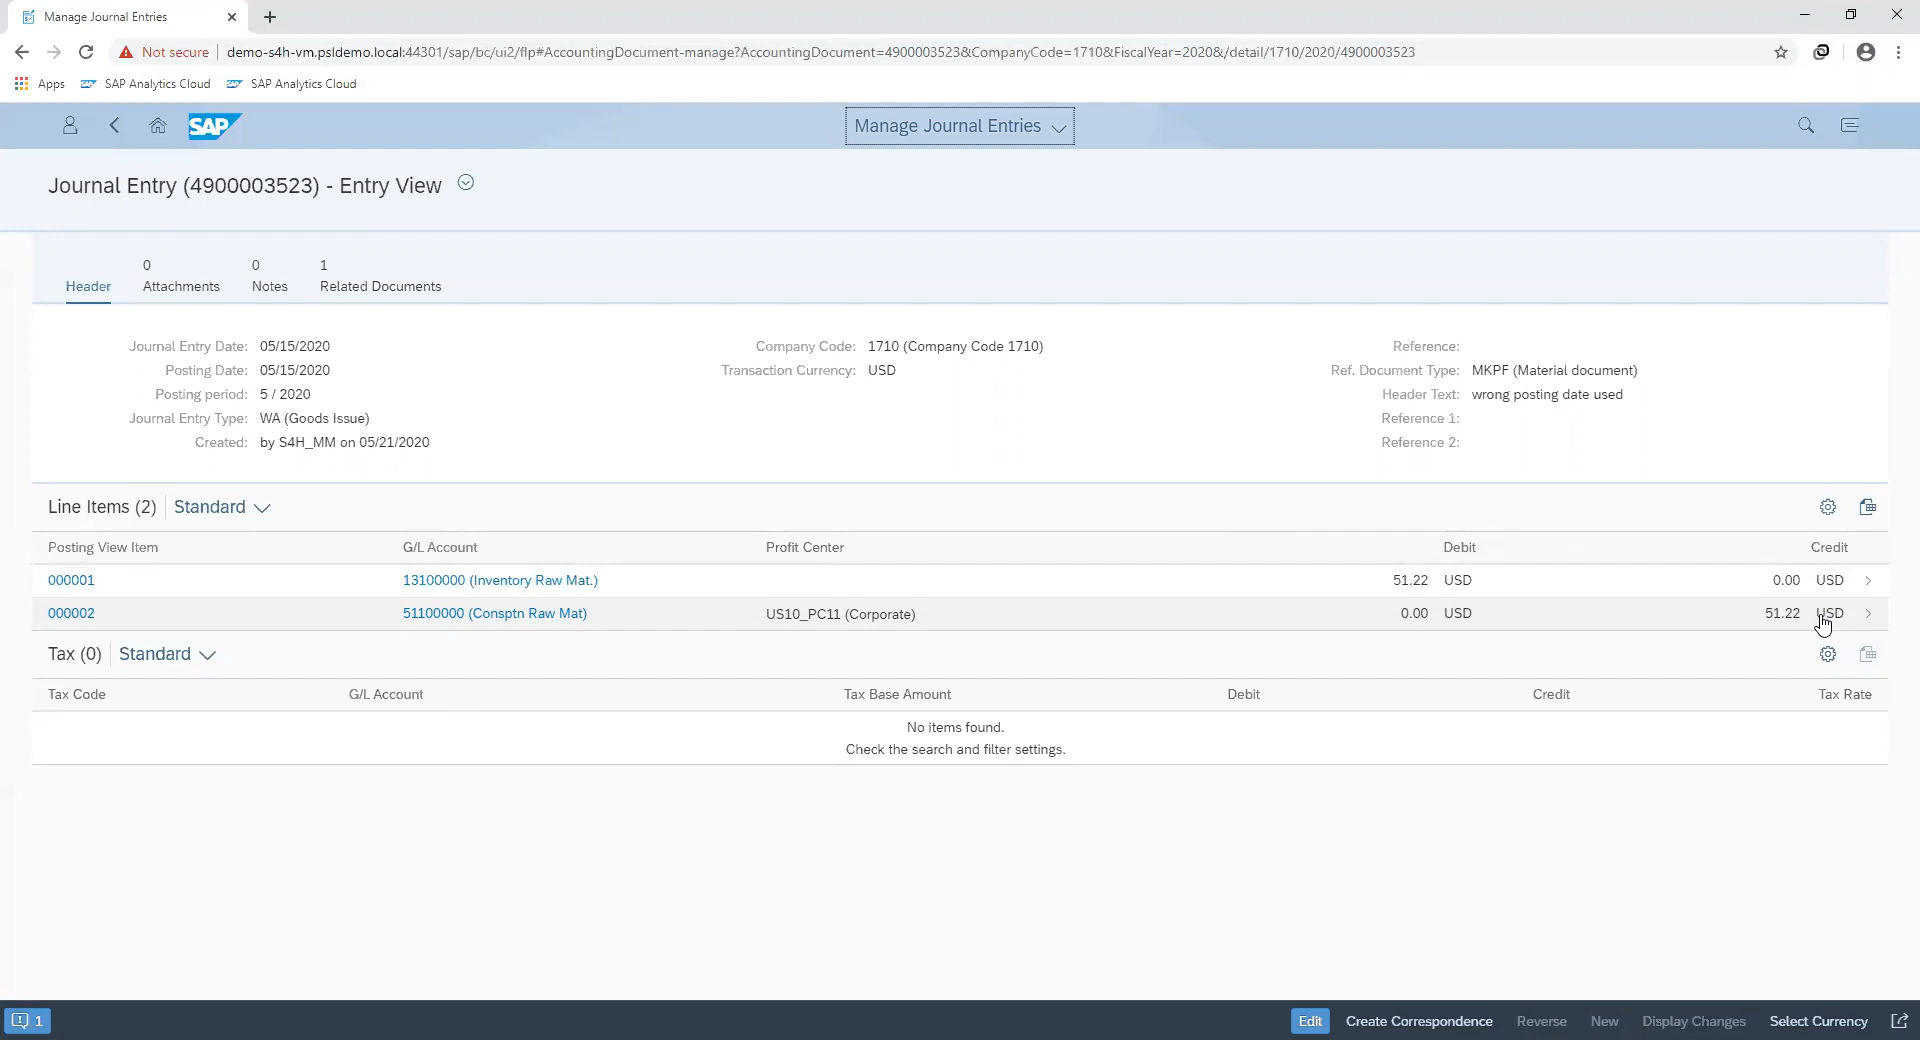 Manage Journal Entries
Not secure | demo-s4h-vm.psldemo.local:44301/sap/bc/ui2/flp#AccountingDocument-manage?AccountingDocument=4900003523&CompanyCode=1710&FiscalYear=2020&/detail/1710/2020/4900003523
Apps SAP Analytics Cloud SAP Analytics Cloud
SAP Manage Journal Entries
Journal Entry (4900003523) - Entry View
0 0 1
Header Attachments Notes Related Documents
Journal Entry Date: 05/15/2020 Company Code: 1710 (Company Code 1710) Reference:
Posting Date: 05/15/2020 Transaction Currency: USD Ref. Document Type: MKPF (Material document)
Posting period: 5 / 2020 Header Text: wrong posting date used
Journal Entry Type: WA (Goods Issue) Reference 1:
Created: by S4H_MM on 05/21/2020 Reference 2:
Line Items (2) Standard
Posting View Item G/L Account Profit Center Debit Credit
000001 13100000 (Inventory Raw Mat.) 51.22 USD 0.00 USD
000002 51100000 (Consptn Raw Mat) US10_PC11 (Corporate) 0.00 USD 51.22 USD
Tax (0) Standard
Tax Code G/L Account Tax Base Amount Debit Credit Tax Rate
No items found.
Check the search and filter settings.
1 Edit Create Correspondence Reverse New Display Changes Select Currency